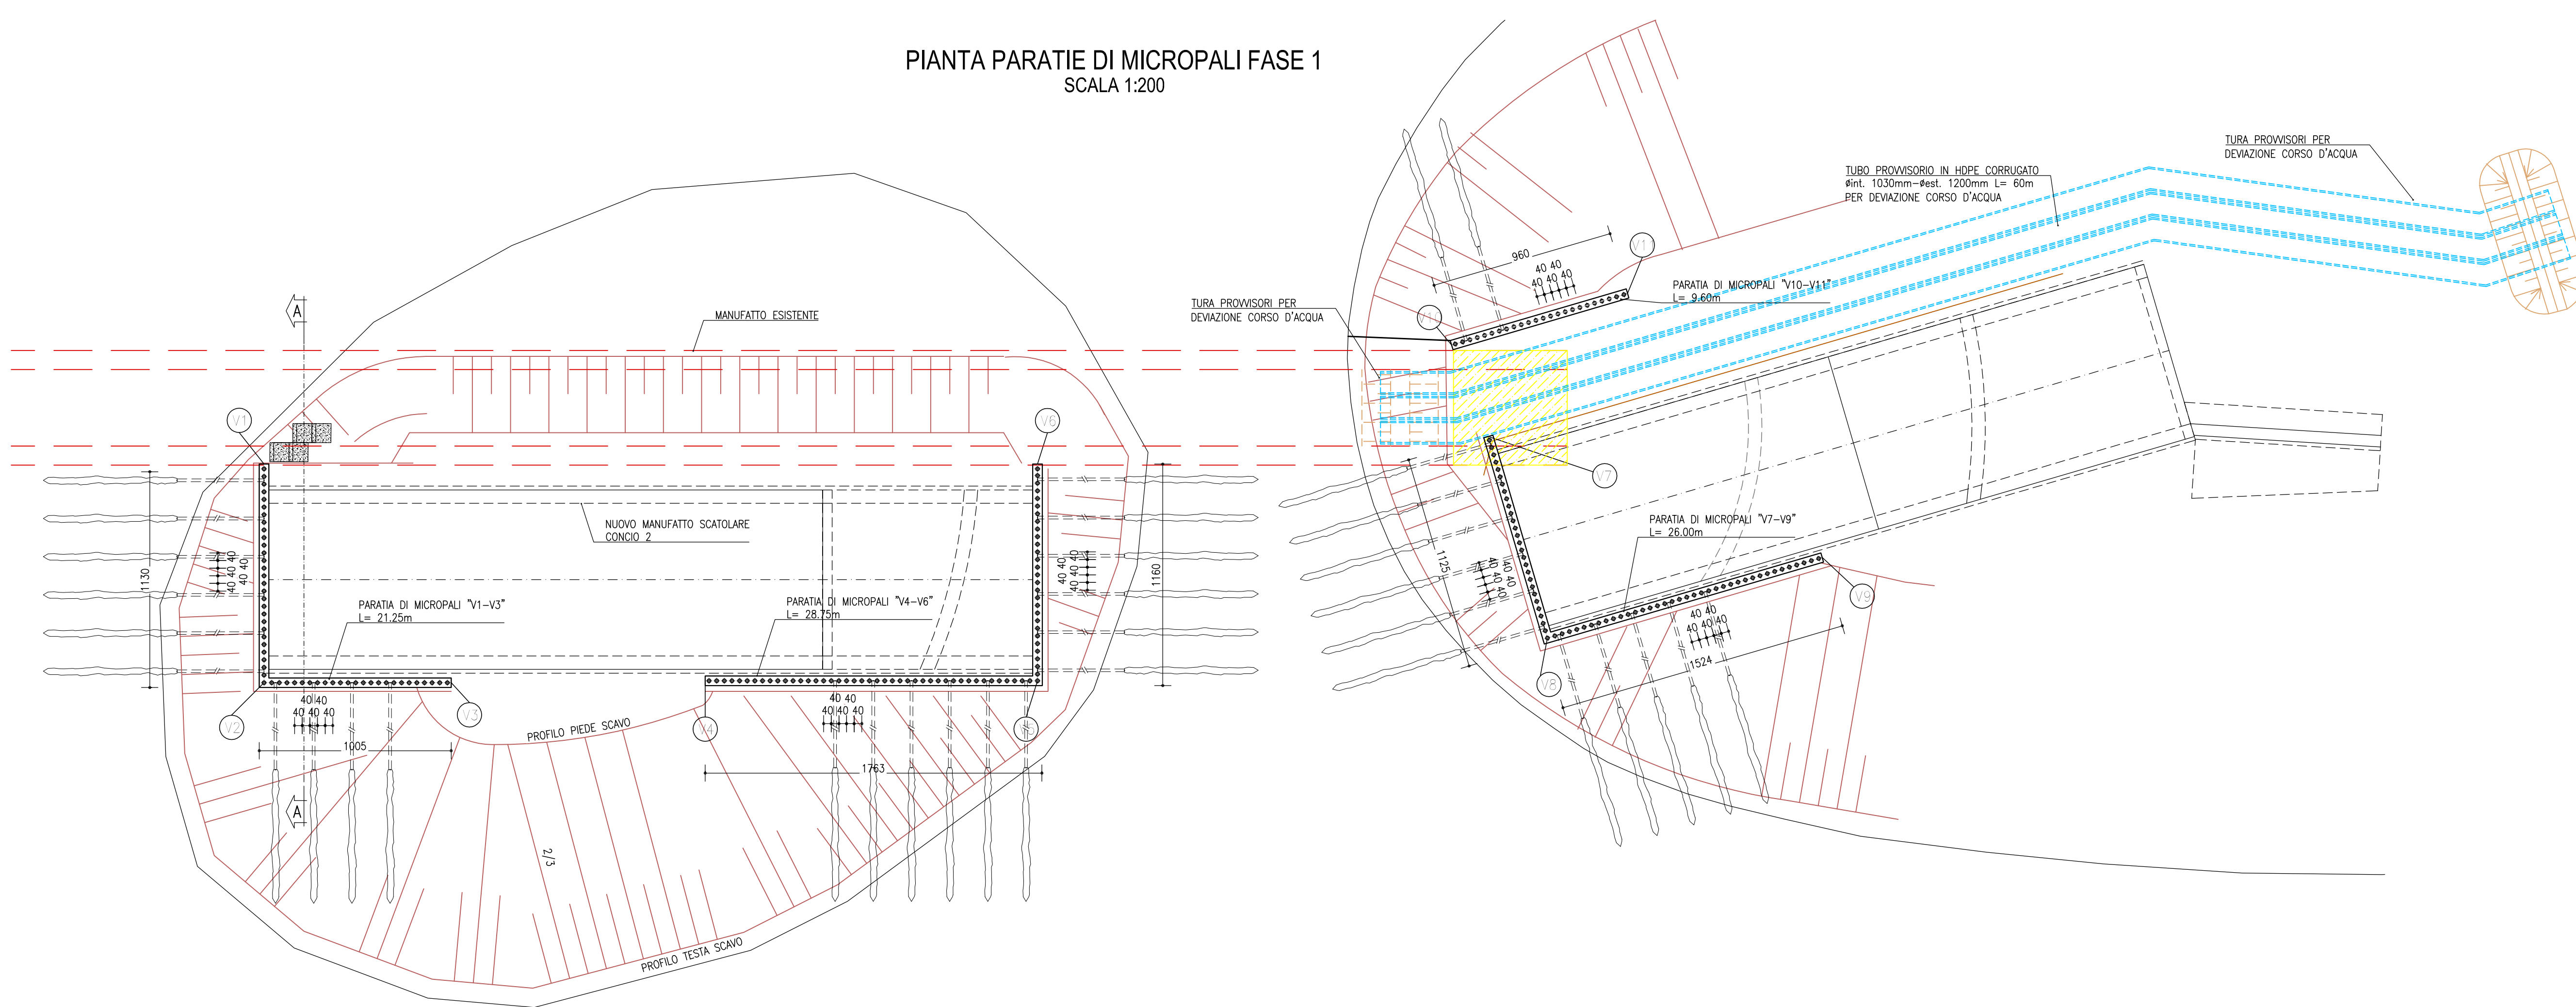 PIANTA PARATIE DI MICROPALI FASE 1
SCALA 1:200
TURA PROVVISORI PER
DEVIAZIONE CORSO D'ACQUA
TUBO PROVVISORIO IN HDPE CORRUGATO
Øint. 1030mm-Øest. 1200mm L= 60m
PER DEVIAZIONE CORSO D'ACQUA
V11
960
40 40
40 40 40
PARATIA DI MICROPALI "V10-V11"
L= 9.60m
V10
TURA PROVVISORI PER
DEVIAZIONE CORSO D'ACQUA
A
MANUFATTO ESISTENTE
V1
V6
V7
NUOVO MANUFATTO SCATOLARE
CONCIO 2
PARATIA DI MICROPALI "V7-V9"
L= 26.00m
1130
40 40 40
40 40
40 40
40 40 40
1160
1125
40 40 40
40 40
PARATIA DI MICROPALI "V1-V3"
L= 21.25m
PARATIA DI MICROPALI "V4-V6"
L= 28.75m
V9
40 40
40 40 40
1524
V8
V2
40 40
40 40 40
V3
1005
PROFILO PIEDE SCAVO
V4
40 40
40 40 40
V5
1763
A
2/3
PROFILO TESTA SCAVO